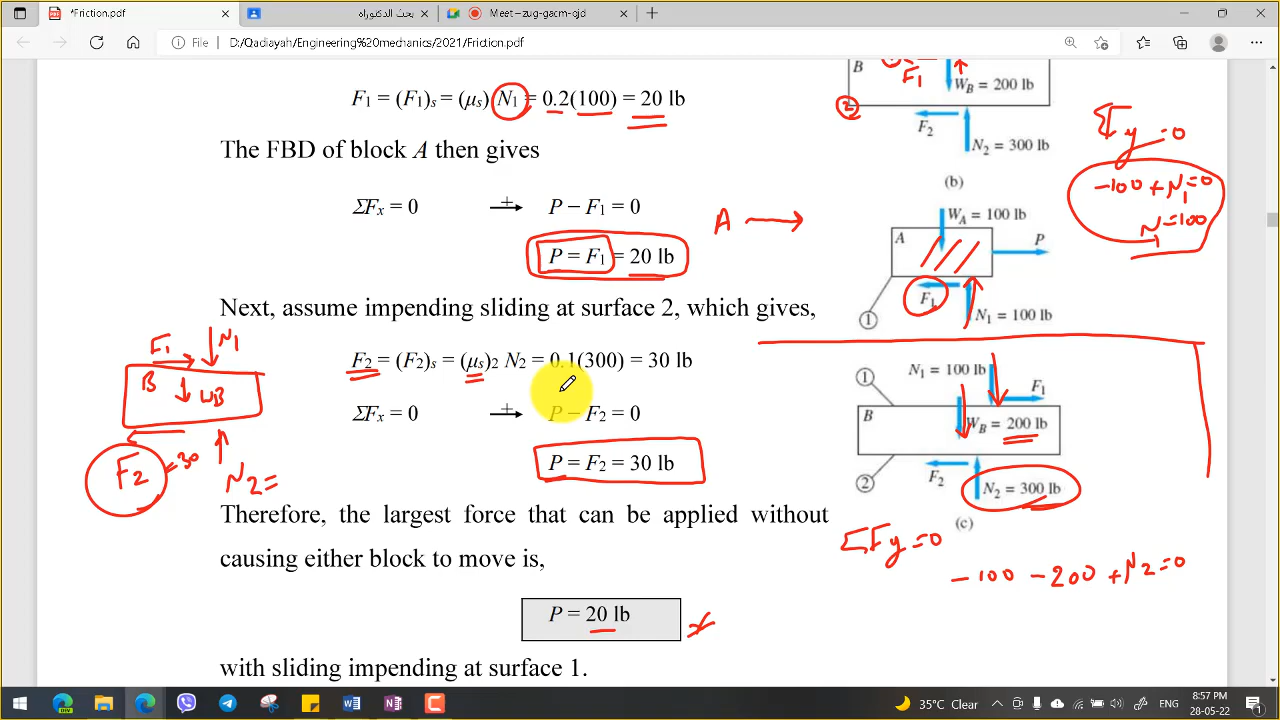 *Friction.pdf
بحث الدكتوراه
Meet-zug-gacm-qjd
File
D:/Qadiayah/Engineering%20mechanics/2021/Friction.pdf
F1 = (F1)s = (μs) N1 = 0.2(100) = 20 lb
The FBD of block A then gives
ΣFx = 0 + P − F1 = 0
P = F1 = 20 lb
Next, assume impending sliding at surface 2, which gives,
F2 = (F2)s = (μs)2 N2 = 0.1(300) = 30 lb
ΣFx = 0 + P − F2 = 0
P = F2 = 30 lb
Therefore, the largest force that can be applied without
causing either block to move is,
P = 20 lb
with sliding impending at surface 1.
B
F1
WB = 200 lb
2
F2
N2 = 300 lb
(b)
Σ y =0
-100 + N1=0
N=100
A
WA = 100 lb
A
P
F1
N1 = 100 lb
1
N1 = 100 lb
1
F1
B
WB = 200 lb
2
F2
N2 = 300 lb
(c)
ΣFy=0
-100 -200 +N2=0
F1
N1
B
WB
F2 =30
N2=
35°C Clear
8:57 PM
28-05-22
1